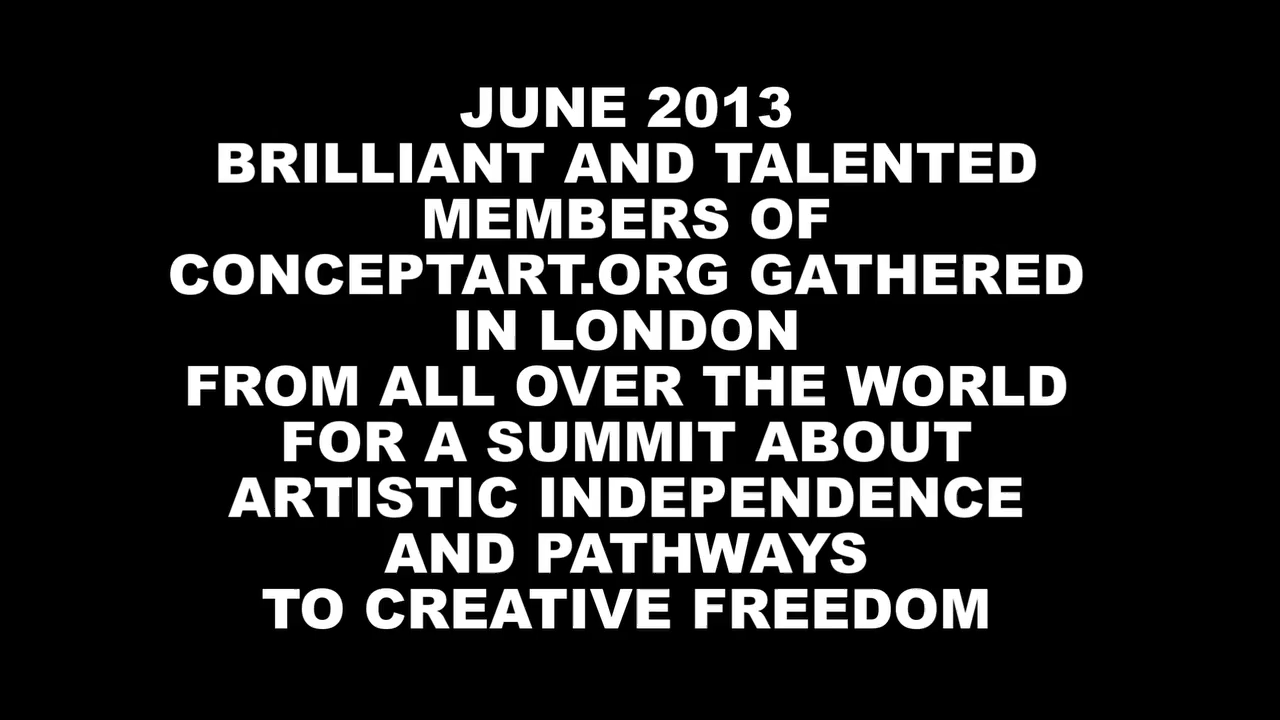 JUNE 2013
BRILLIANT AND TALENTED
MEMBERS OF
CONCEPTART.ORG GATHERED
IN LONDON
FROM ALL OVER THE WORLD
FOR A SUMMIT ABOUT
ARTISTIC INDEPENDENCE
AND PATHWAYS
TO CREATIVE FREEDOM